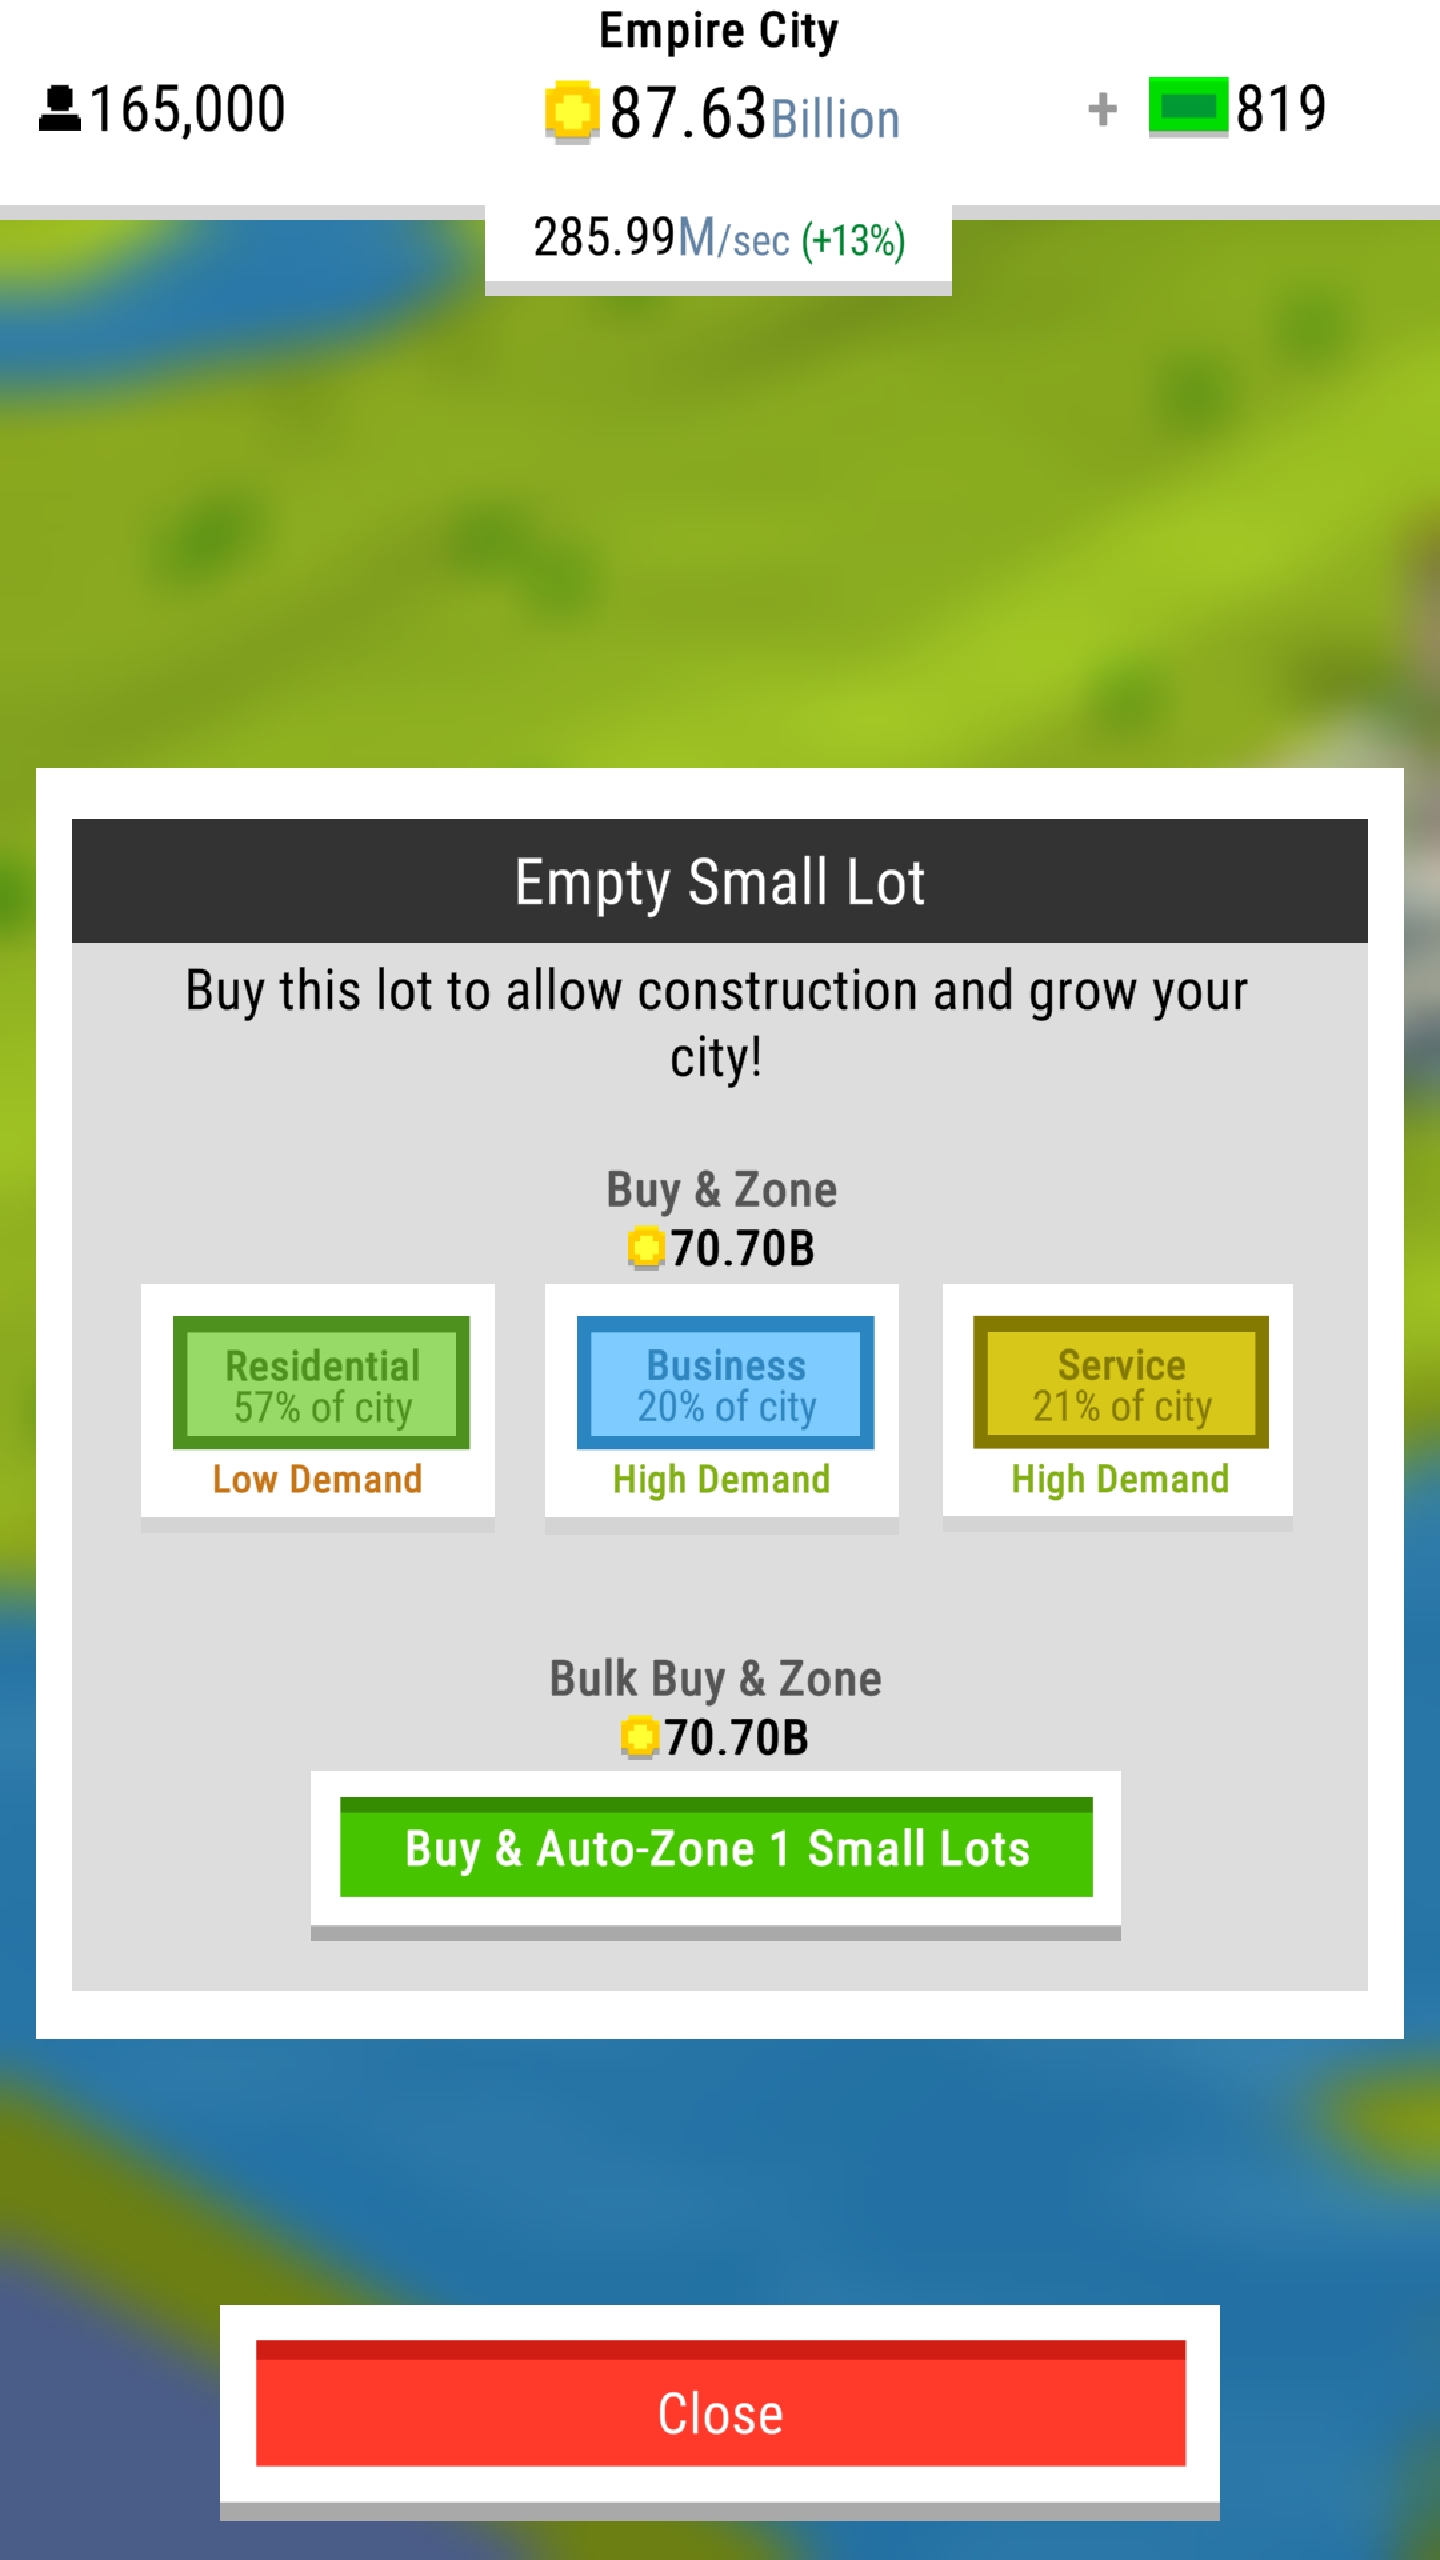 Empire City
165,000
87.63Billion
+ 819
285.99M/sec (+13%)
Empty Small Lot
Buy this lot to allow construction and grow your
city!
Buy & Zone
70.70B
Residential
57% of city
Low Demand
Business
20% of city
High Demand
Service
21% of city
High Demand
Bulk Buy & Zone
70.70B
Buy & Auto-Zone 1 Small Lots
Close